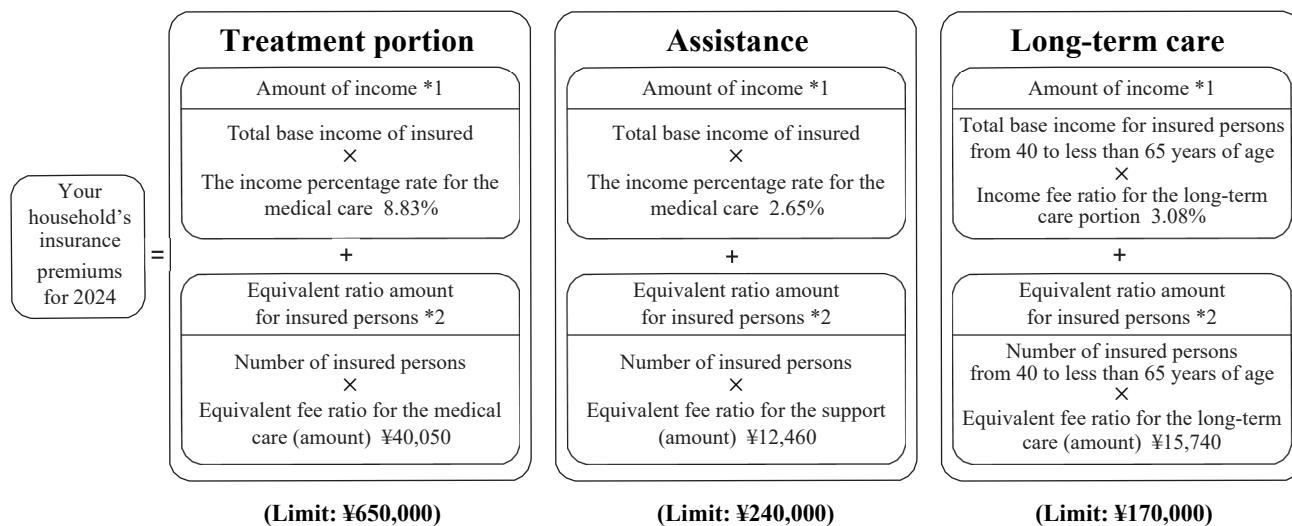 Your
household's
insurance
premiums
for 2024
=
Treatment portion
Amount of income *1
Total base income of insured
×
The income percentage rate for the
medical care 8.83%
+
Equivalent ratio amount
for insured persons *2
Number of insured persons
×
Equivalent fee ratio for the medical
care (amount) ¥40,050
(Limit: ¥650,000)
Assistance
Amount of income *1
Total base income of insured
×
The income percentage rate for the
medical care 2.65%
+
Equivalent ratio amount
for insured persons *2
Number of insured persons
×
Equivalent fee ratio for the support
(amount) ¥12,460
(Limit: ¥240,000)
Long-term care
Amount of income *1
Total base income for insured persons
from 40 to less than 65 years of age
×
Income fee ratio for the long-term
care portion 3.08%
+
Equivalent ratio amount
for insured persons *2
Number of insured persons
from 40 to less than 65 years of age
×
Equivalent fee ratio for the long-term
care (amount) ¥15,740
(Limit: ¥170,000)